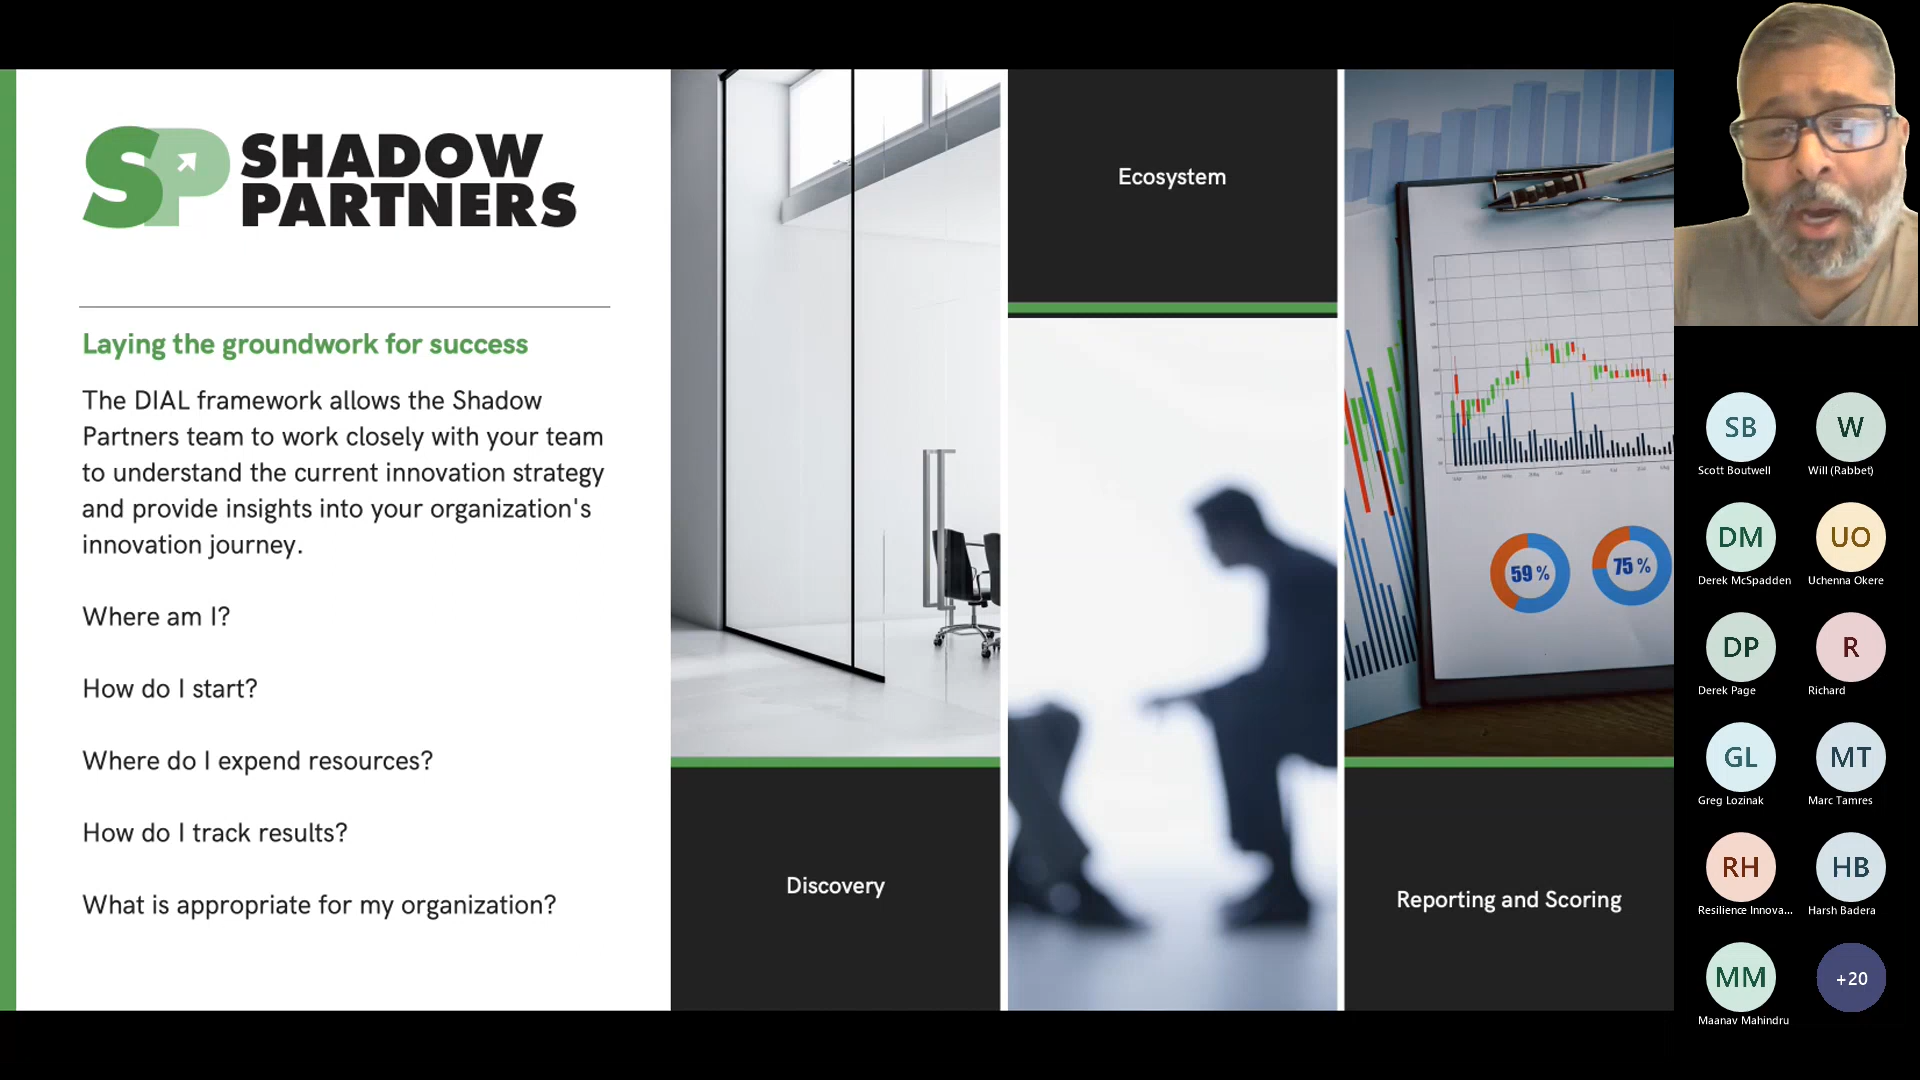 SP
SHADOW
PARTNERS
Laying the groundwork for success
The DIAL framework allows the Shadow
Partners team to work closely with your team
to understand the current innovation strategy
and provide insights into your organization's
innovation journey.
Where am I?
How do I start?
Where do I expend resources?
How do I track results?
What is appropriate for my organization?
Discovery
Ecosystem
59 %
75 %
Reporting and Scoring
SB
Scott Boutwell
W
Will (Rabbet)
DM
Derek McSpadden
UO
Uchenna Okere
DP
Derek Page
R
Richard
GL
Greg Lozinak
MT
Marc Tamres
RH
Resilience Innova...
HB
Harsh Badera
MM
Maanav Mahindru
+20